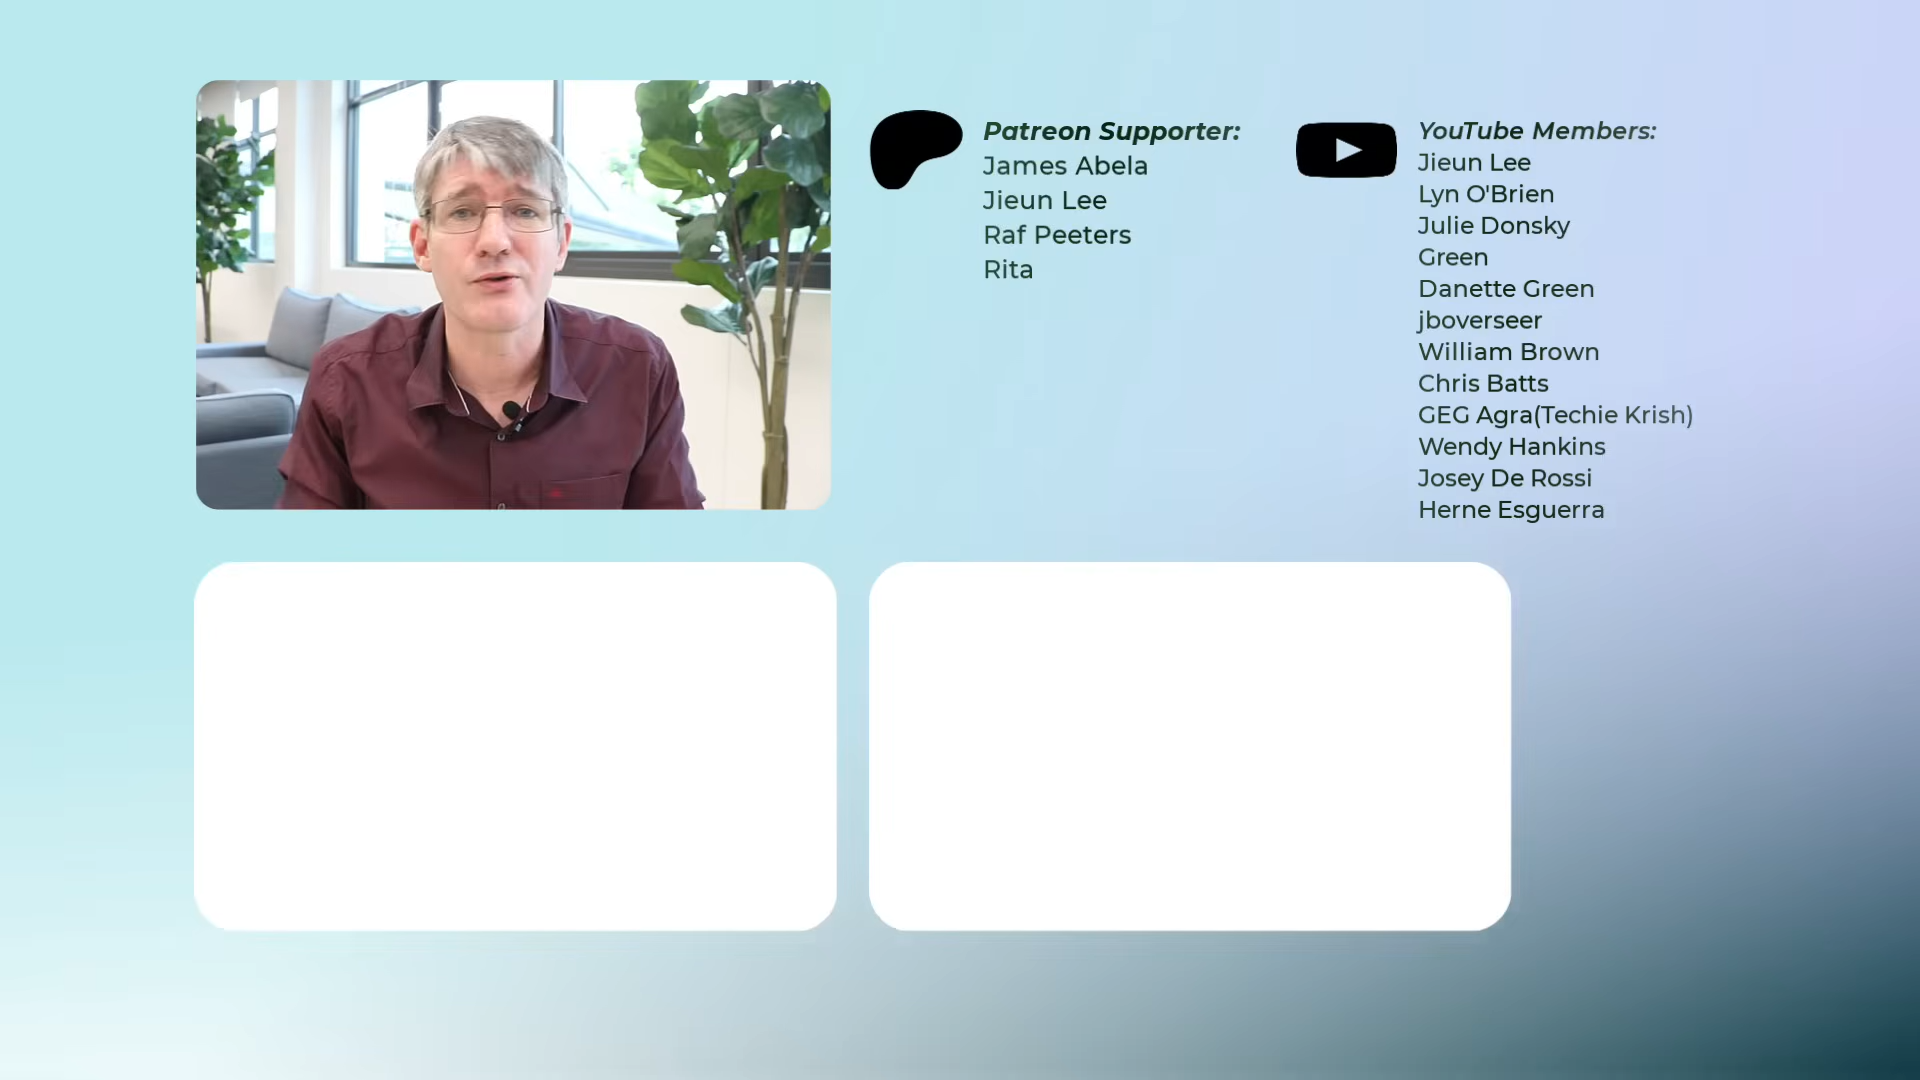 Patreon Supporter:
James Abela
Jieun Lee
Raf Peeters
Rita
YouTube Members:
Jieun Lee
Lyn O'Brien
Julie Donsky
Green
Danette Green
jboverseer
William Brown
Chris Batts
GEG Agra(Techie Krish)
Wendy Hankins
Josey De Rossi
Herne Esguerra